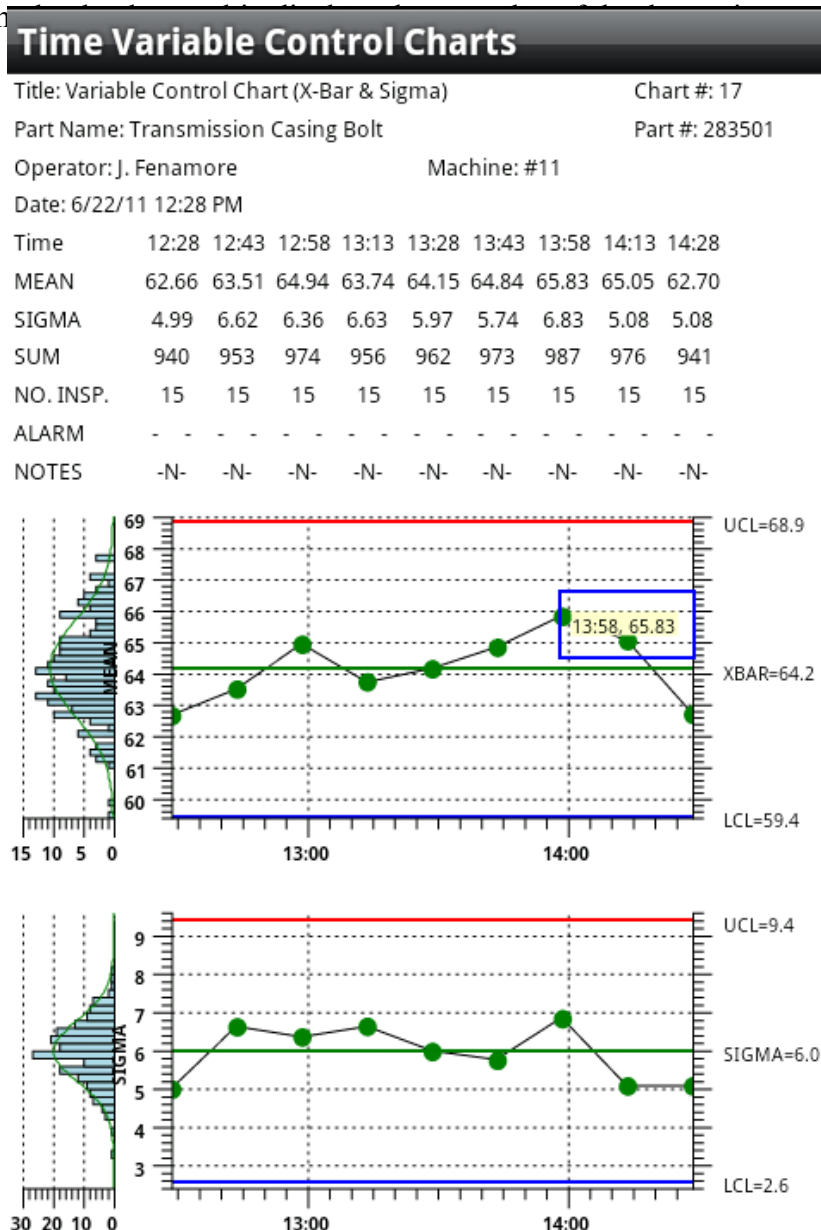 Time Variable Control Charts
Title: Variable Control Chart (X-Bar & Sigma) Chart #: 17
Part Name: Transmission Casing Bolt Part #: 283501
Operator: J. Fenamore Machine: #11
Date: 6/22/11 12:28 PM
Time 12:28 12:43 12:58 13:13 13:28 13:43 13:58 14:13 14:28
MEAN 62.66 63.51 64.94 63.74 64.15 64.84 65.83 65.05 62.70
SIGMA 4.99 6.62 6.36 6.63 5.97 5.74 6.83 5.08 5.08
SUM 940 953 974 956 962 973 987 976 941
NO. INSP. 15 15 15 15 15 15 15 15 15
ALARM - - - - - - - - - - - - - - - - - -
NOTES -N- -N- -N- -N- -N- -N- -N- -N- -N-
69 UCL=68.9
68
67
66
13:58, 65.83
65
MEAN
64 XBAR=64.2
63
62
61
60
LCL=59.4
15 10 5 0 13:00 14:00
9 UCL=9.4
8
7
6 SIGMA=6.0
SIGMA
5
4
3
LCL=2.6
30 20 10 0 13:00 14:00